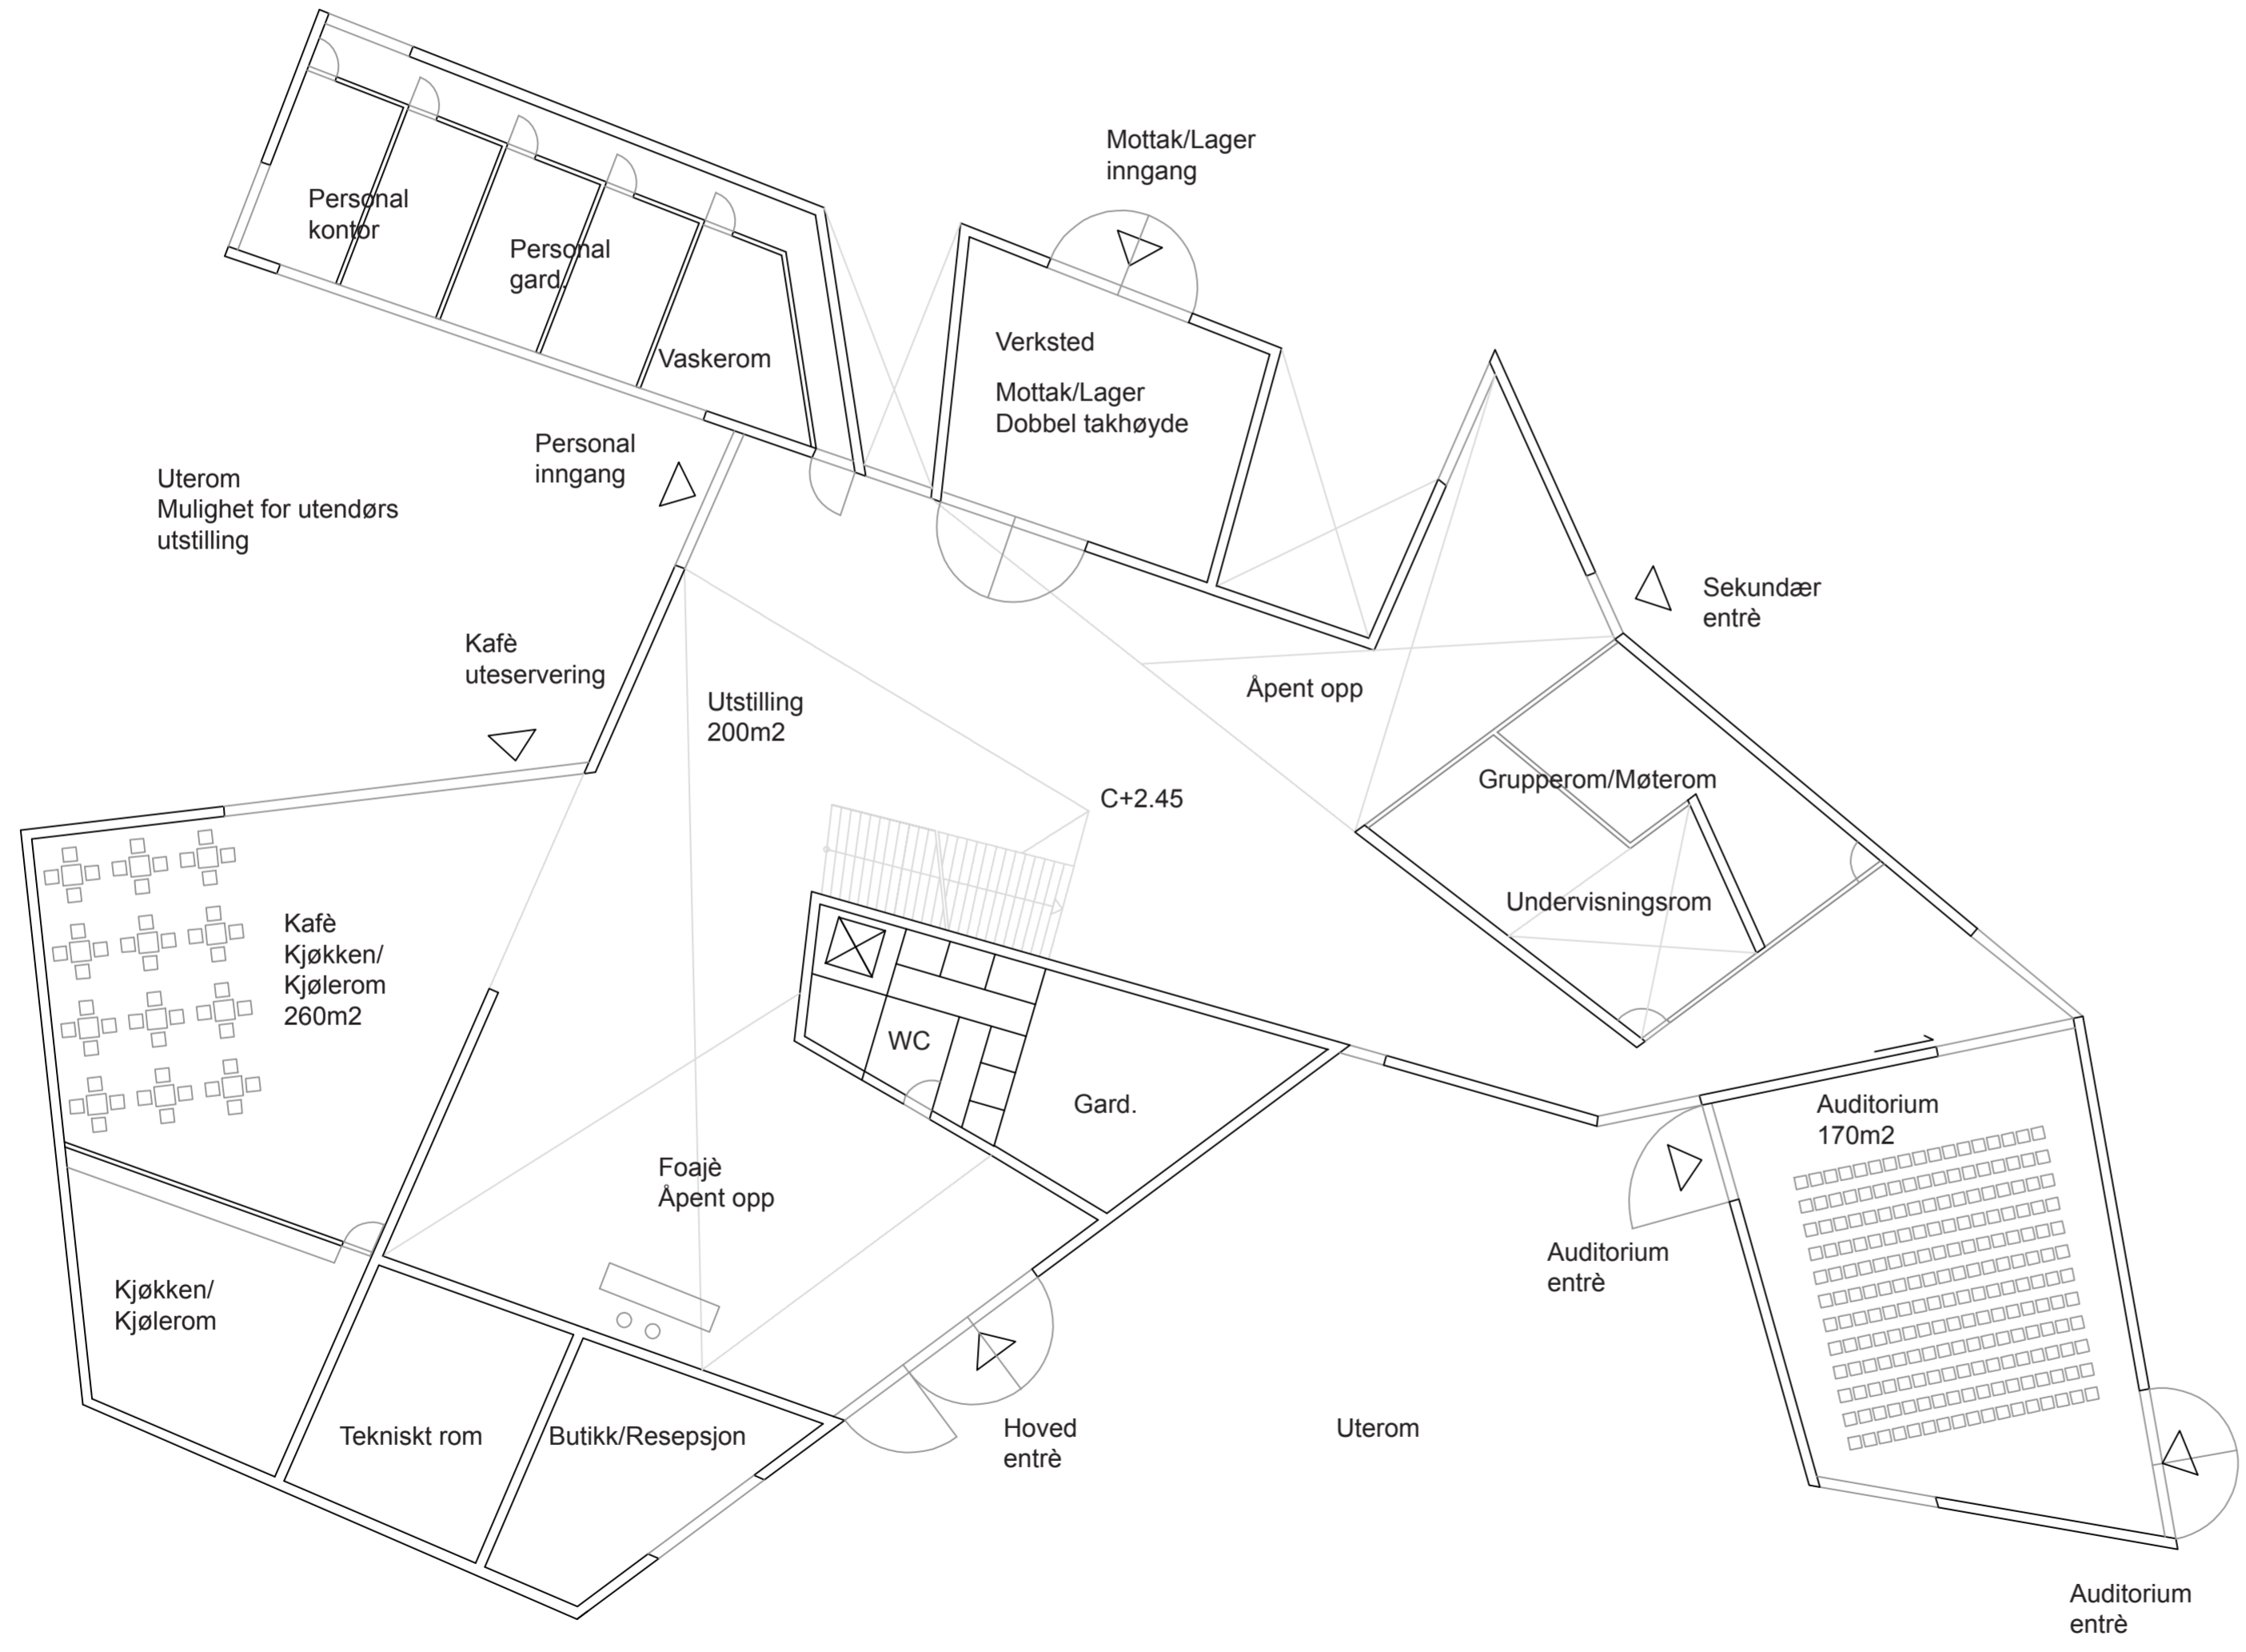 Mottak/Lager
inngang
Personal
kontor
Personal
gard.
Verksted
Mottak/Lager
Dobbel takhøyde
Vaskerom
Personal
inngang
Uterom
Mulighet for utendørs
utstilling
Sekundær
entrè
Kafè
uteservering
Utstilling
200m2
Åpent opp
Grupperom/Møterom
C+2.45
Undervisningsrom
Kafè
Kjøkken/
Kjølerom
260m2
WC
Gard.
Auditorium
170m2
Foajè
Åpent opp
Auditorium
entrè
Kjøkken/
Kjølerom
Tekniskt rom
Butikk/Resepsjon
Hoved
entrè
Uterom
Auditorium
entrè